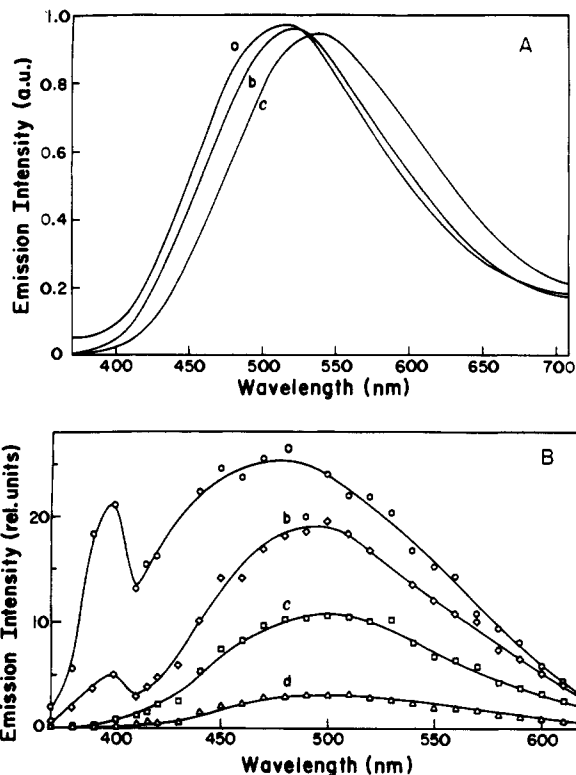 A
Emission Intensity (a.u.)
1.0
0.8
0.6
0.4
0.2
0
a
b
c
400 450 500 550 600 650 700
Wavelength (nm)
B
Emission Intensity (rel. units)
20
10
0
a
b
c
d
400 450 500 550 600
Wavelength (nm)